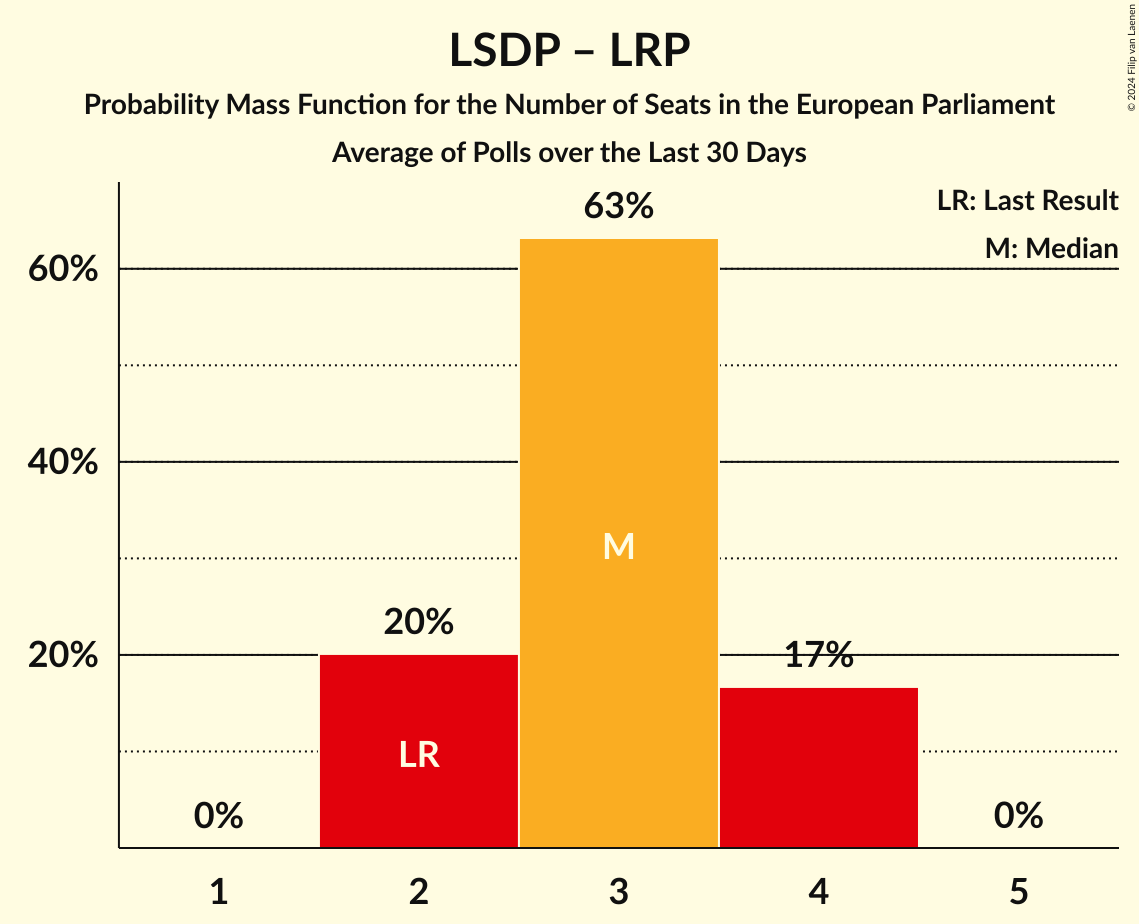 LSDP – LRP
Probability Mass Function for the Number of Seats in the European Parliament
Average of Polls over the Last 30 Days
© 2024 Filip van Laenen
LR: Last Result
M: Median
63%
60%
40%
M
20%
20%
17%
LR
0%
0%
1
2
3
4
5